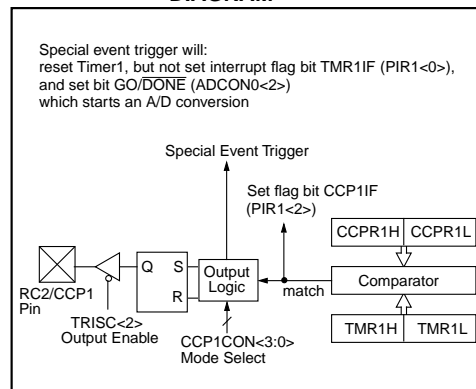 DIAGRAM
Special event trigger will:
reset Timer1, but not set interrupt flag bit TMR1IF (PIR1<0>),
and set bit GO/DONE (ADCON0<2>)
which starts an A/D conversion
Special Event Trigger
Set flag bit CCP1IF
(PIR1<2>)
CCPR1H CCPR1L
Q S Output
Logic
R
match
Comparator
RC2/CCP1
Pin
TRISC<2>
Output Enable
CCP1CON<3:0>
Mode Select
TMR1H TMR1L